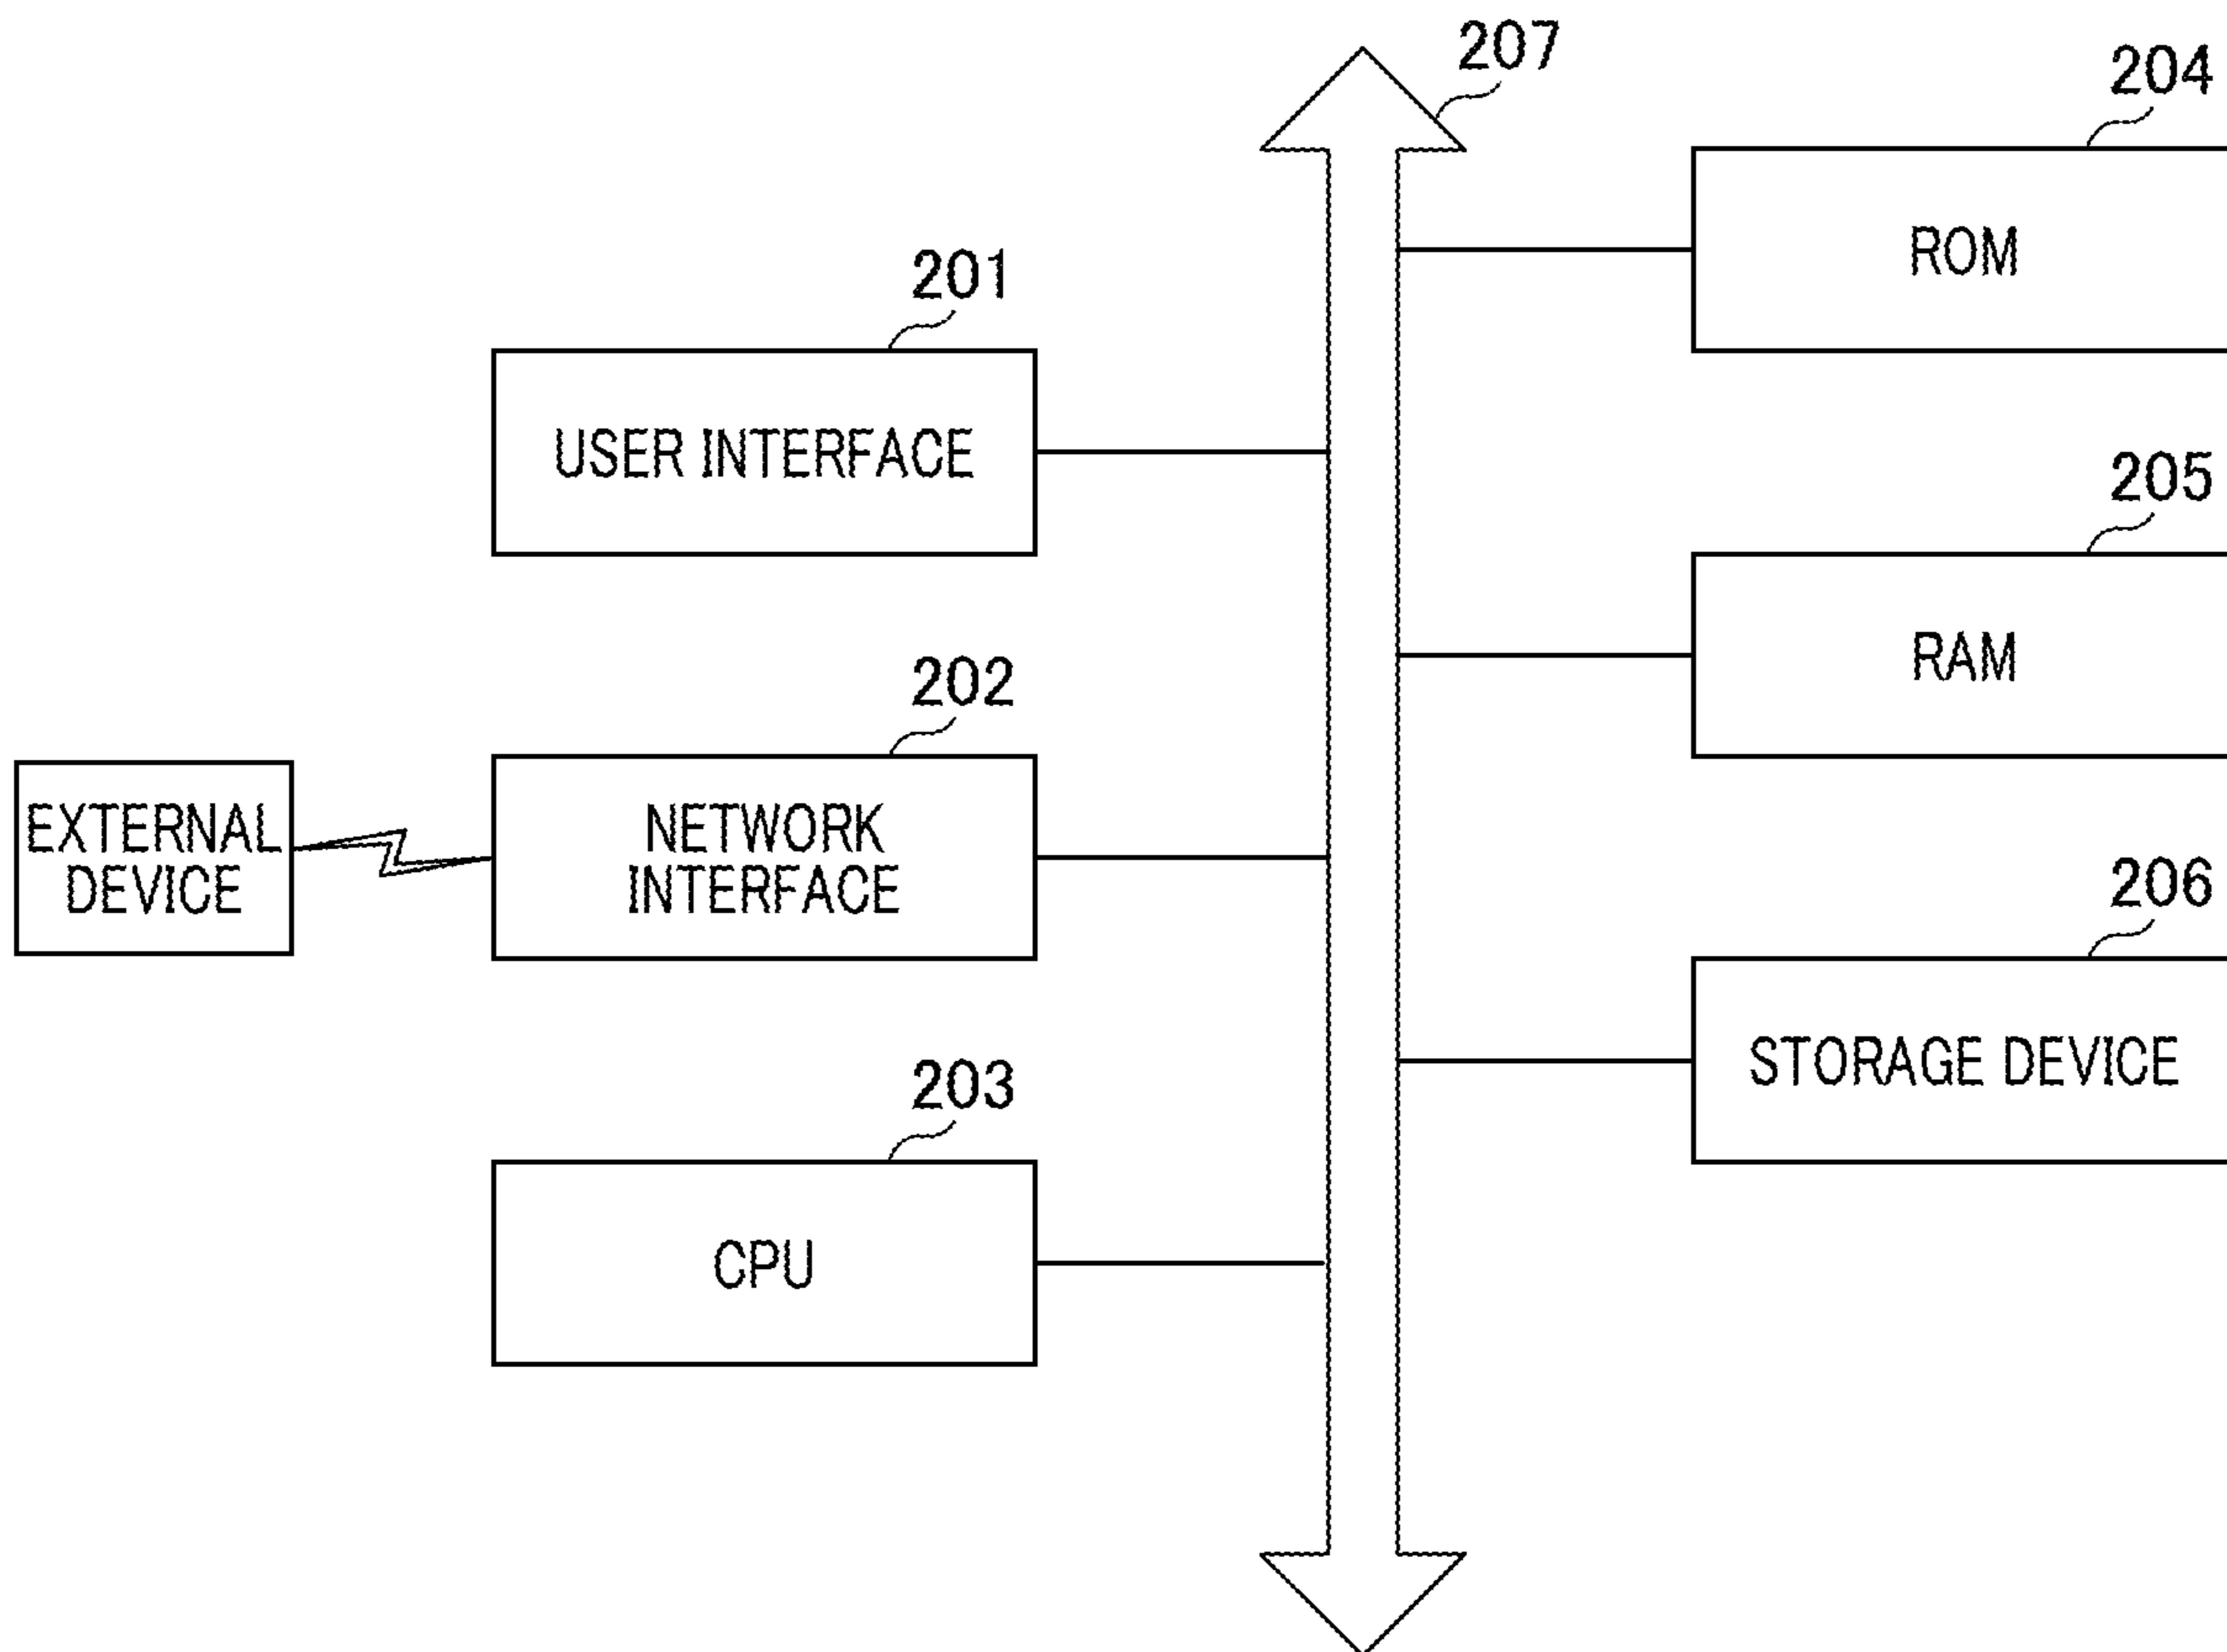 207
204
ROM
201
USER INTERFACE
205
RAM
202
NETWORK
INTERFACE
EXTERNAL
DEVICE
206
STORAGE DEVICE
203
CPU